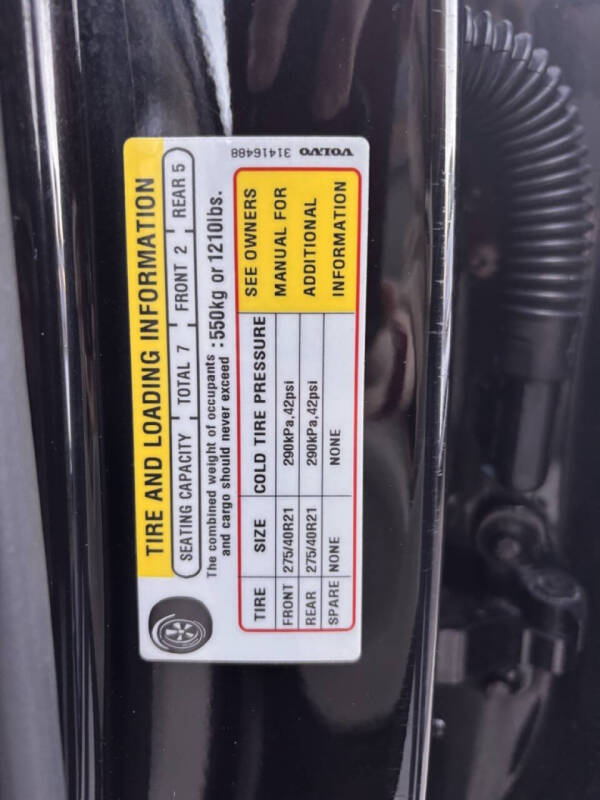 TIRE AND LOADING INFORMATION
SEATING CAPACITY TOTAL 7 FRONT 2 REAR 5
The combined weight of occupants and cargo should never exceed : 550kg or 1210lbs.
TIRE SIZE COLD TIRE PRESSURE SEE OWNERS
FRONT 275/40R21 290kPa,42psi MANUAL FOR
REAR 275/40R21 290kPa,42psi ADDITIONAL
SPARE NONE NONE INFORMATION
VOLVO 31416488